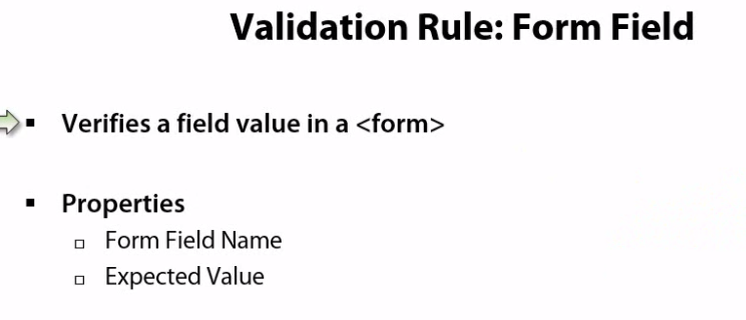 Validation Rule: Form Field
Verifies a field value in a <form>
Properties
Form Field Name
Expected Value